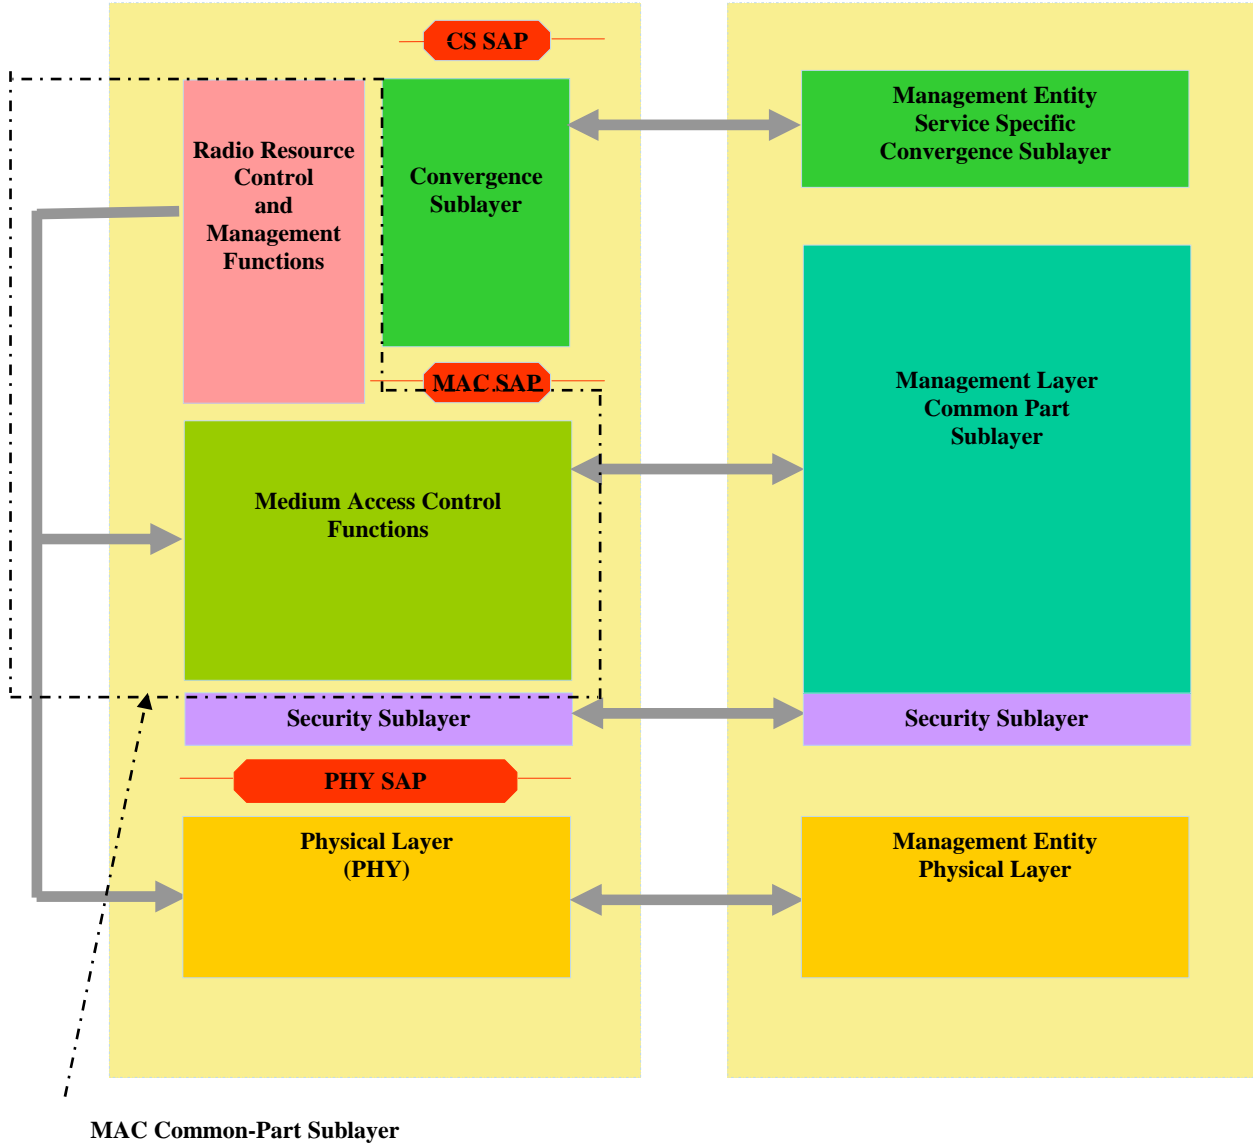 CS SAP
Radio Resource
Control
and
Management
Functions
Convergence
Sublayer
MAC SAP
Medium Access Control
Functions
Security Sublayer
PHY SAP
Physical Layer
(PHY)
Management Entity
Service Specific
Convergence Sublayer
Management Layer
Common Part
Sublayer
Security Sublayer
Management Entity
Physical Layer
MAC Common-Part Sublayer